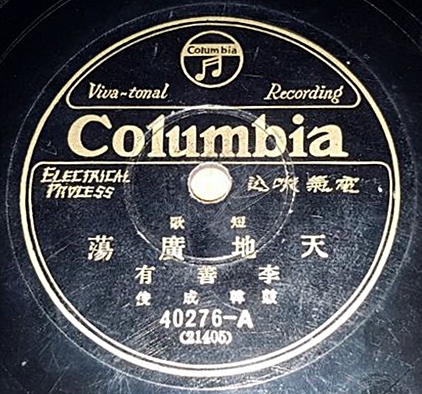 Columbia
Viva-tonal Recording
Columbia
ELECTRICAL
PROCESS
電氣吹込
短歌
天地廣蕩
李善有
鼓韓成俊
40276-A
(21405)